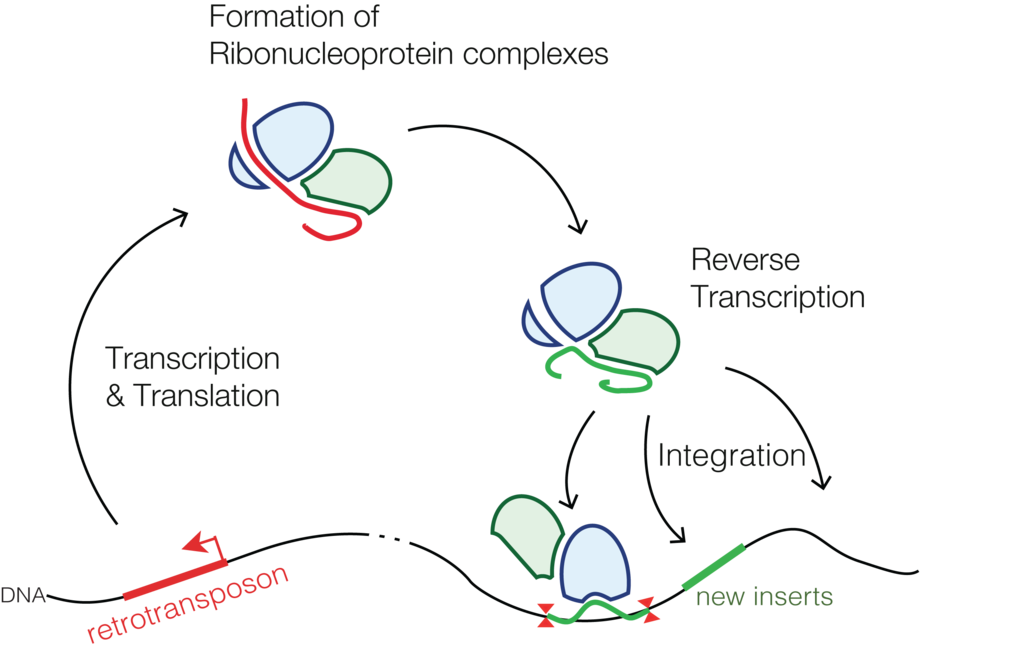 Formation of
Ribonucleoprotein complexes
Reverse
Transcription
Transcription
& Translation
Integration
DNA
retrotransposon
new inserts